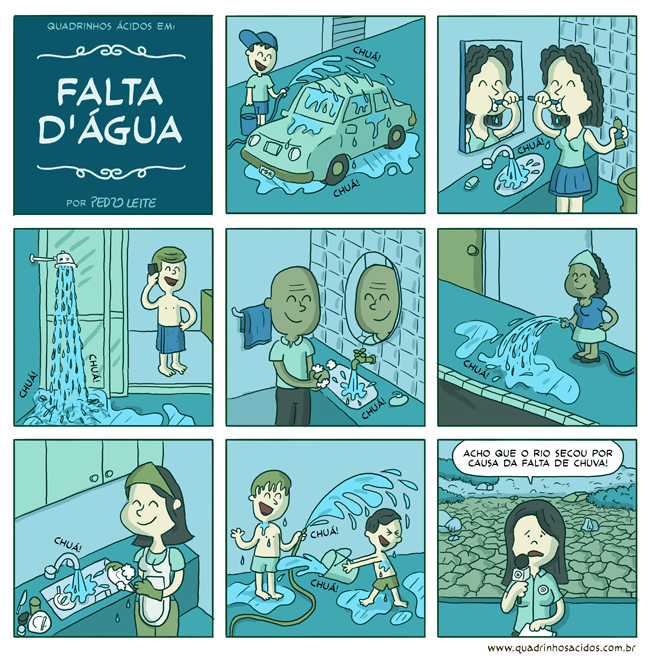 QUADRINHOS ÁCIDOS EM:
FALTA
D'ÁGUA
POR PEDRO LEITE
CHUÁ!
CHUÁ!
CHUÁ!
CHUÁ!
CHUÁ!
CHUÁ!
CHUÁ!
CHUÁ!
CHUÁ!
CHUÁ!
ACHO QUE O RIO SECOU POR
CAUSA DA FALTA DE CHUVA!
www.quadrinhosacidos.com.br